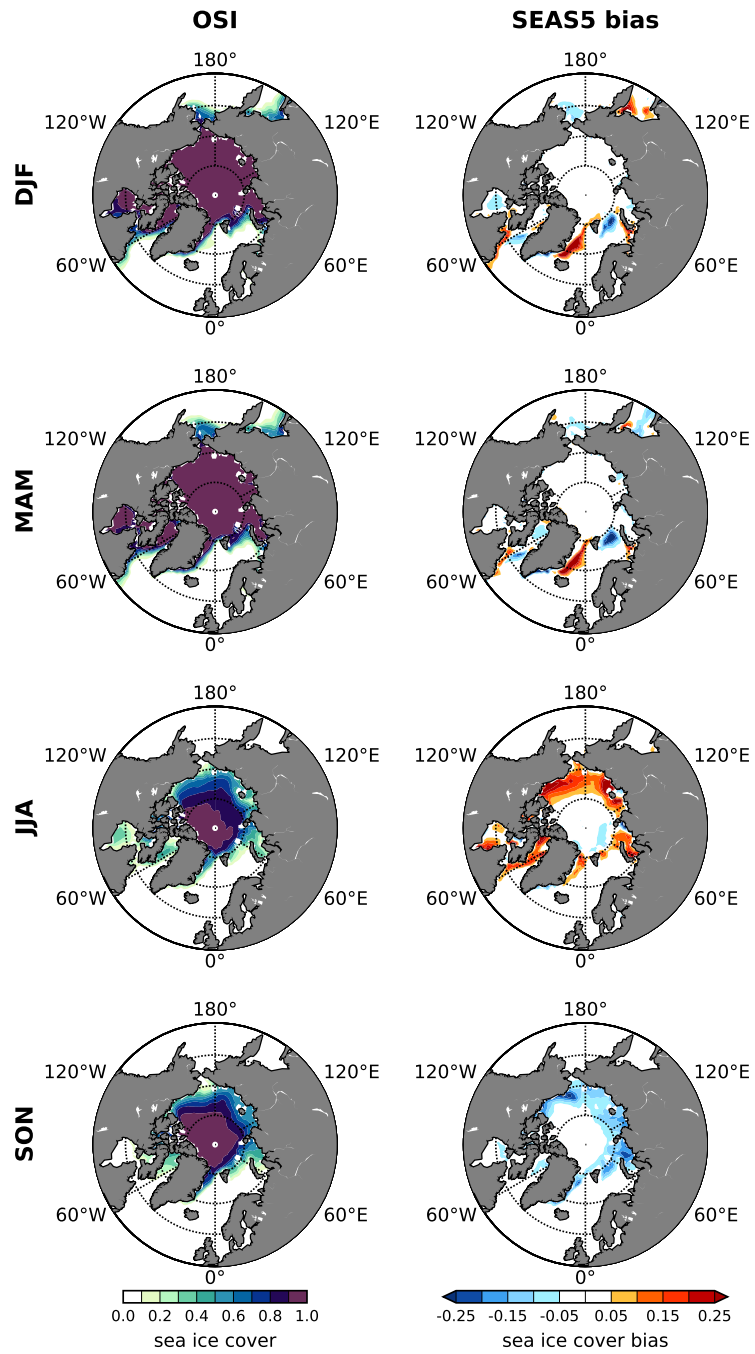 OSI
SEAS5 bias
180°
180°
120°W
120°E
120°W
120°E
DJF
60°W
60°E
60°W
60°E
0°
0°
180°
180°
120°W
120°E
120°W
120°E
MAM
60°W
60°E
60°W
60°E
0°
0°
180°
180°
120°W
120°E
120°W
120°E
JJA
60°W
60°E
60°W
60°E
0°
0°
180°
180°
120°W
120°E
120°W
120°E
SON
60°W
60°E
60°W
60°E
0°
0°
0.0 0.2 0.4 0.6 0.8 1.0
-0.25 -0.15 -0.05 0.05 0.15 0.25
sea ice cover
sea ice cover bias